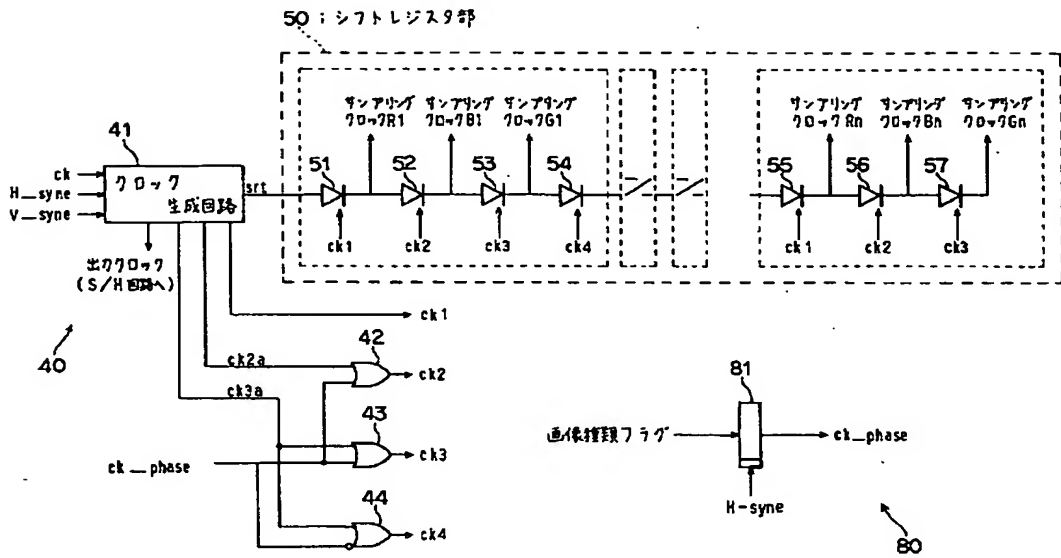 50;シフトレジスタ部
サンプリング
クロックR1
サンプリング
クロックB1
サンプリング
クロックG1
サンプリング
クロックRn
サンプリング
クロックBn
サンプリング
クロックGn
41
ck
H_syne
V_syne
クロック
生成回路
srt
51
52
53
54
55
56
57
ck1
ck2
ck3
ck4
ck1
ck2
ck3
出力クロック
(S/H回路へ)
40
ck1
42
ck2a
ck2
ck3a
43
ck_phase
ck3
44
ck4
81
画像種類フラグ
ck_phase
H-syne
80